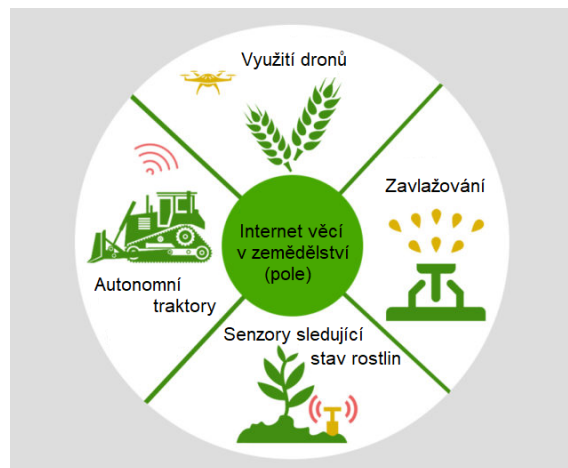 Využití dronů
Zavlažování
Internet věcí
v zemědělství
(pole)
Autonomní
traktory
Senzory sledující
stav rostlin